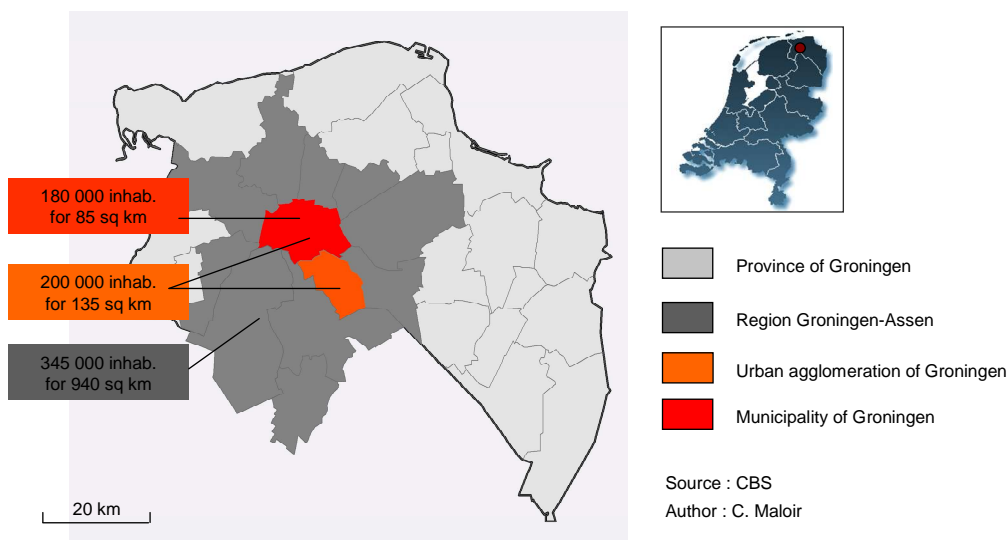 180 000 inhab.
for 85 sq km
200 000 inhab.
for 135 sq km
345 000 inhab.
for 940 sq km
20 km
Province of Groningen
Region Groningen-Assen
Urban agglomeration of Groningen
Municipality of Groningen
Source : CBS
Author : C. Maloir